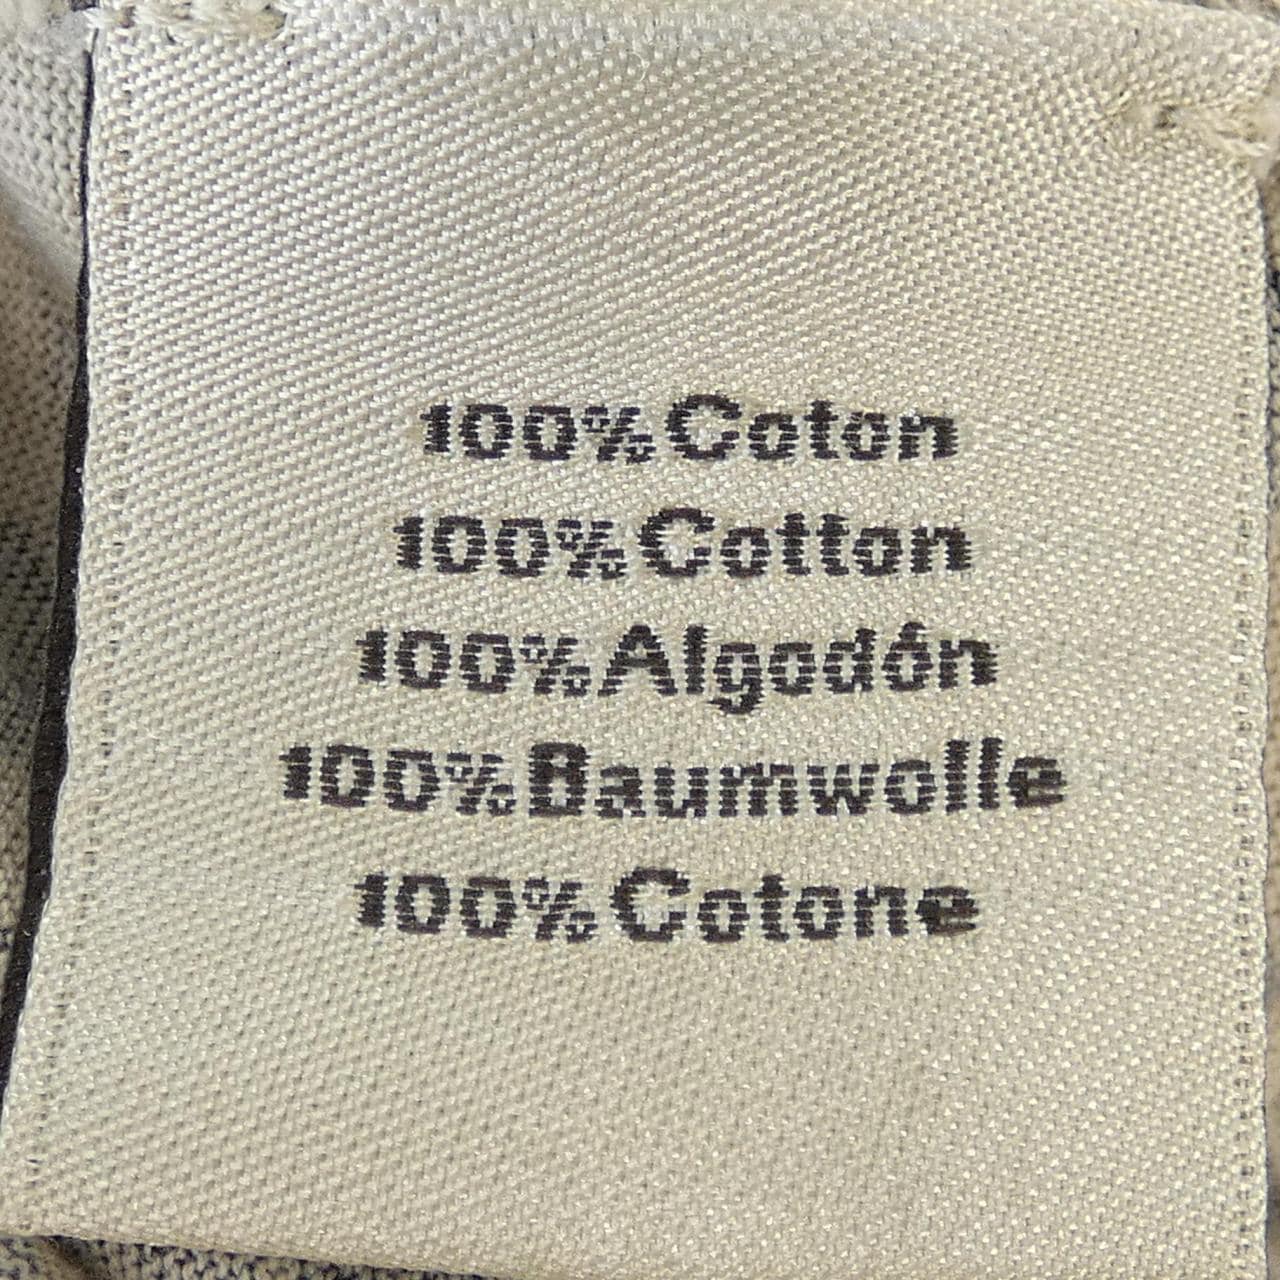 100% Coton
100% Cotton
100% Algodón
100% Baumwolle
100% Cotone